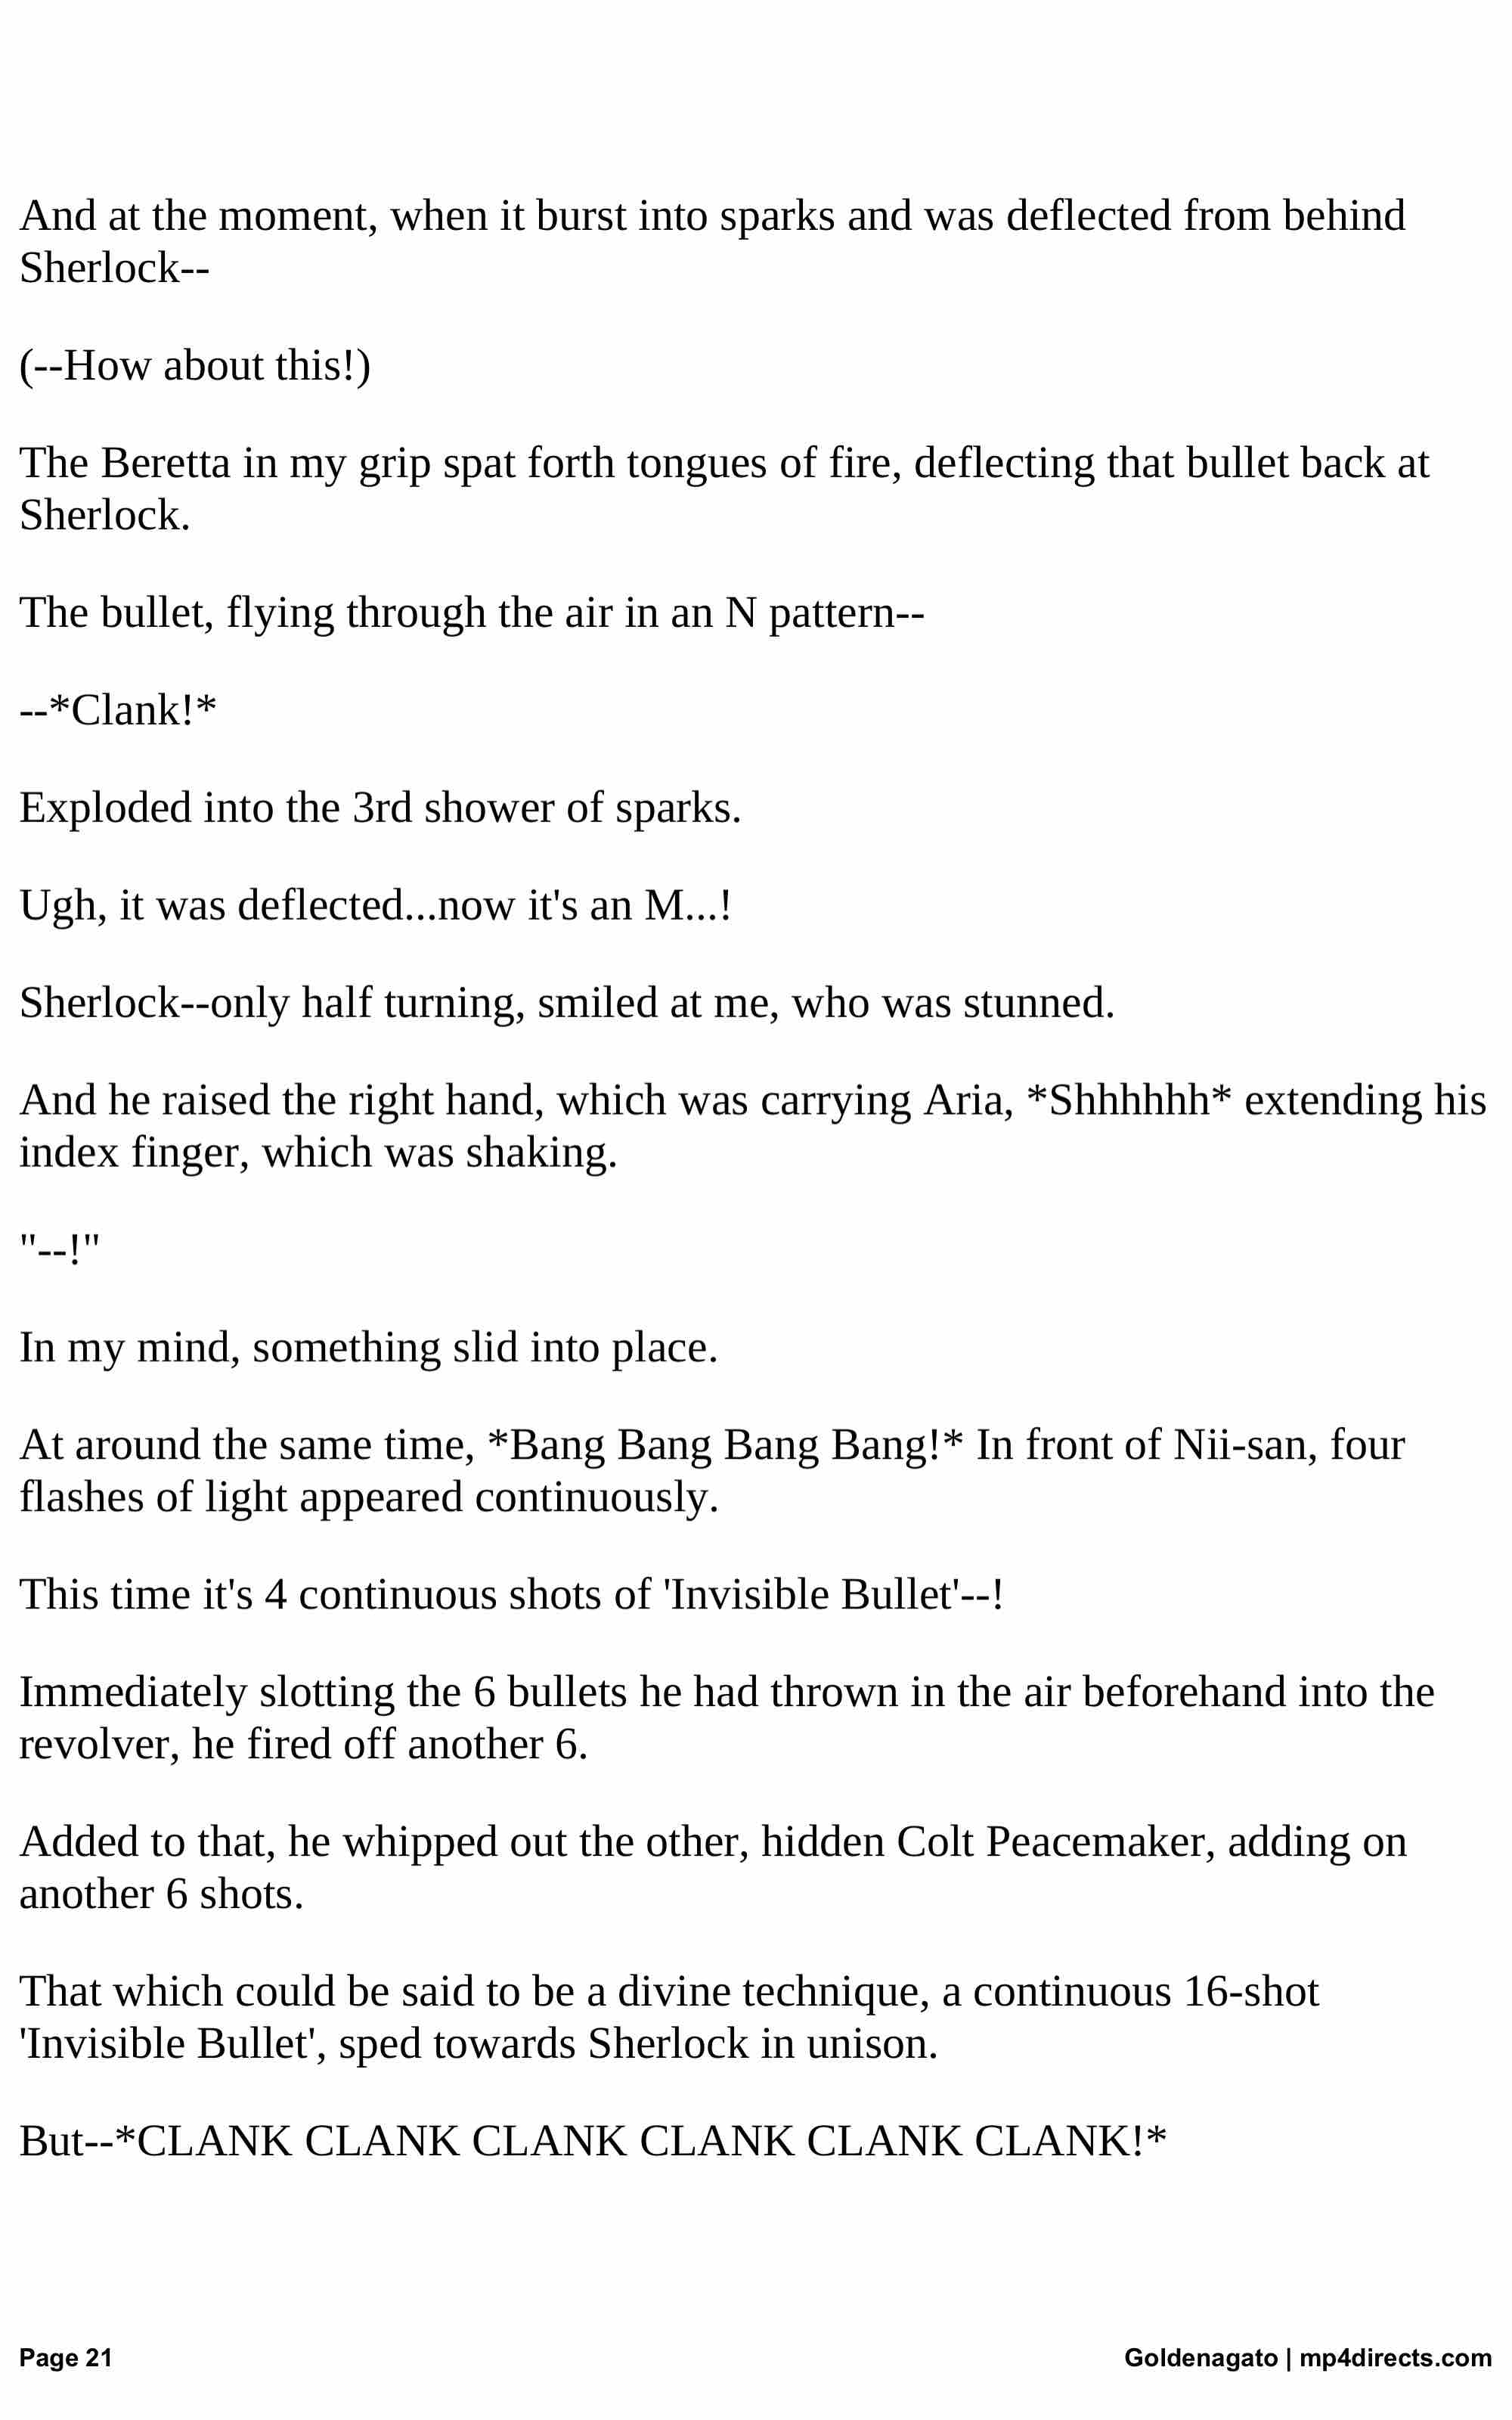 And at the moment, when it burst into sparks and was deflected from behind
Sherlock--
(--How about this!)
The Beretta in my grip spat forth tongues of fire, deflecting that bullet back at
Sherlock.
The bullet, flying through the air in an N pattern--
--*Clank!*
Exploded into the 3rd shower of sparks.
Ugh, it was deflected...now it's an M...!
Sherlock--only half turning, smiled at me, who was stunned.
And he raised the right hand, which was carrying Aria, *Shhhhhh* extending his
index finger, which was shaking.
"--!"
In my mind, something slid into place.
At around the same time, *Bang Bang Bang Bang!* In front of Nii-san, four
flashes of light appeared continuously.
This time it's 4 continuous shots of 'Invisible Bullet'--!
Immediately slotting the 6 bullets he had thrown in the air beforehand into the
revolver, he fired off another 6.
Added to that, he whipped out the other, hidden Colt Peacemaker, adding on
another 6 shots.
That which could be said to be a divine technique, a continuous 16-shot
'Invisible Bullet', sped towards Sherlock in unison.
But--*CLANK CLANK CLANK CLANK CLANK CLANK!*
Page 21
Goldenagato | mp4directs.com